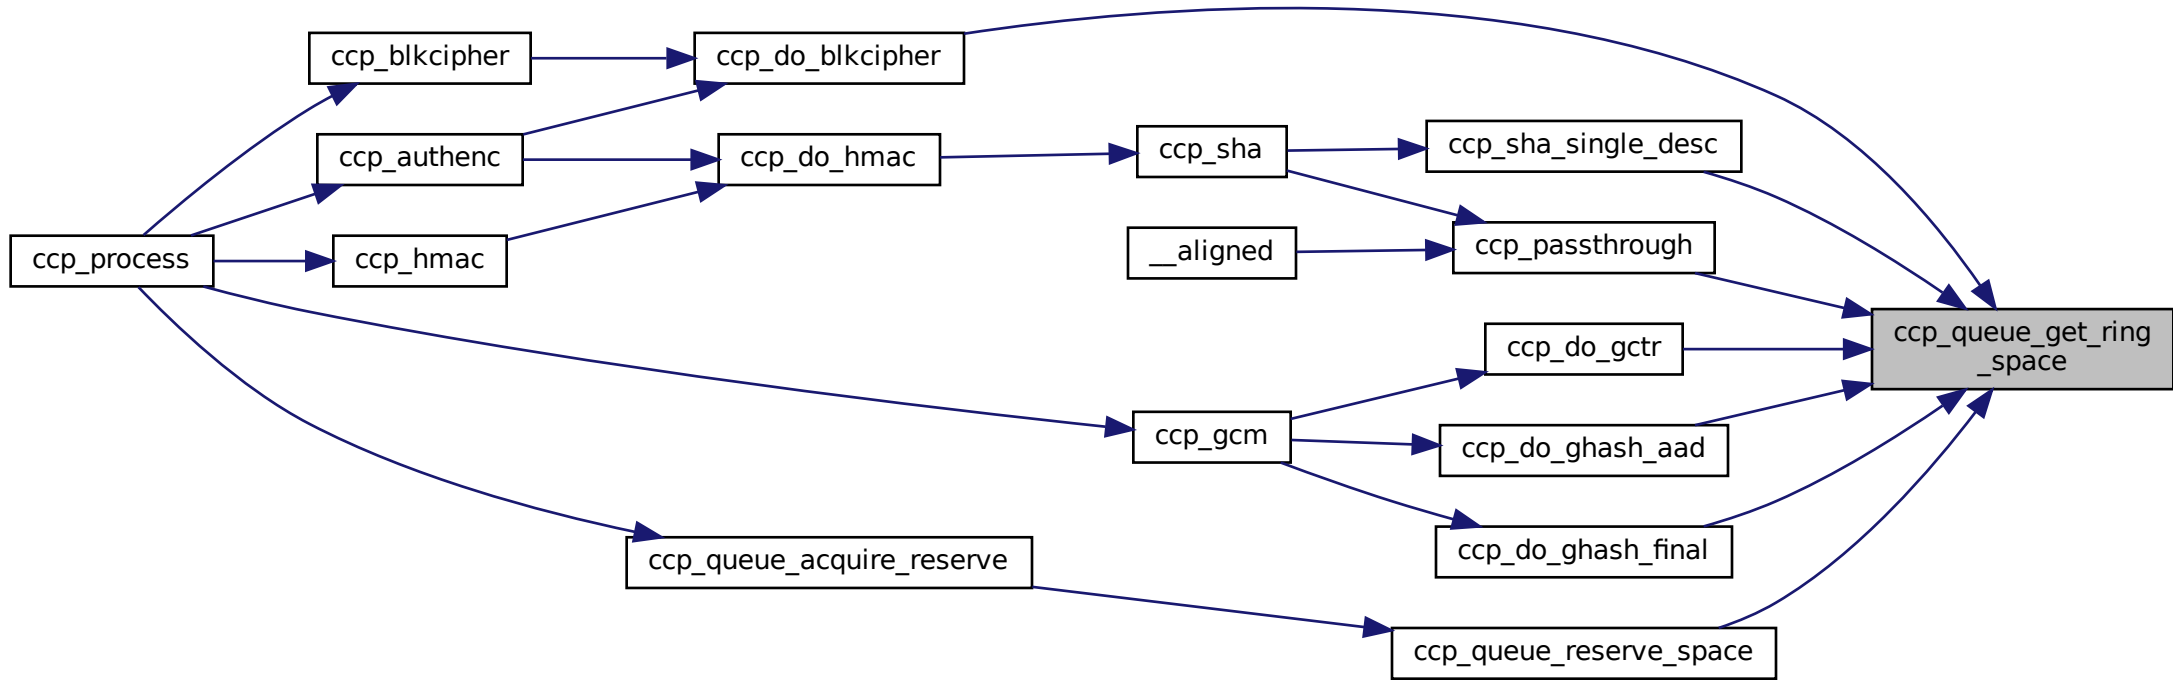 ccp_blkcipher
ccp_do_blkcipher
ccp_authenc
ccp_do_hmac
ccp_sha
ccp_sha_single_desc
ccp_process
ccp_hmac
__aligned
ccp_passthrough
ccp_queue_get_ring
_space
ccp_do_gctr
ccp_gcm
ccp_do_ghash_aad
ccp_do_ghash_final
ccp_queue_acquire_reserve
ccp_queue_reserve_space